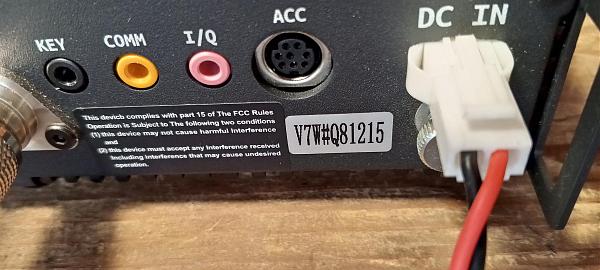 KEY COMM I/Q ACC DC IN
This devicb complies with part 15 of The FCC Rules
Operation is Subject to The following two conditions
(1) this device may not cause harmful Interference
and
(2) this device must accept any Interference received
Including interference that may cause undesired
operation.
V7W#Q81215